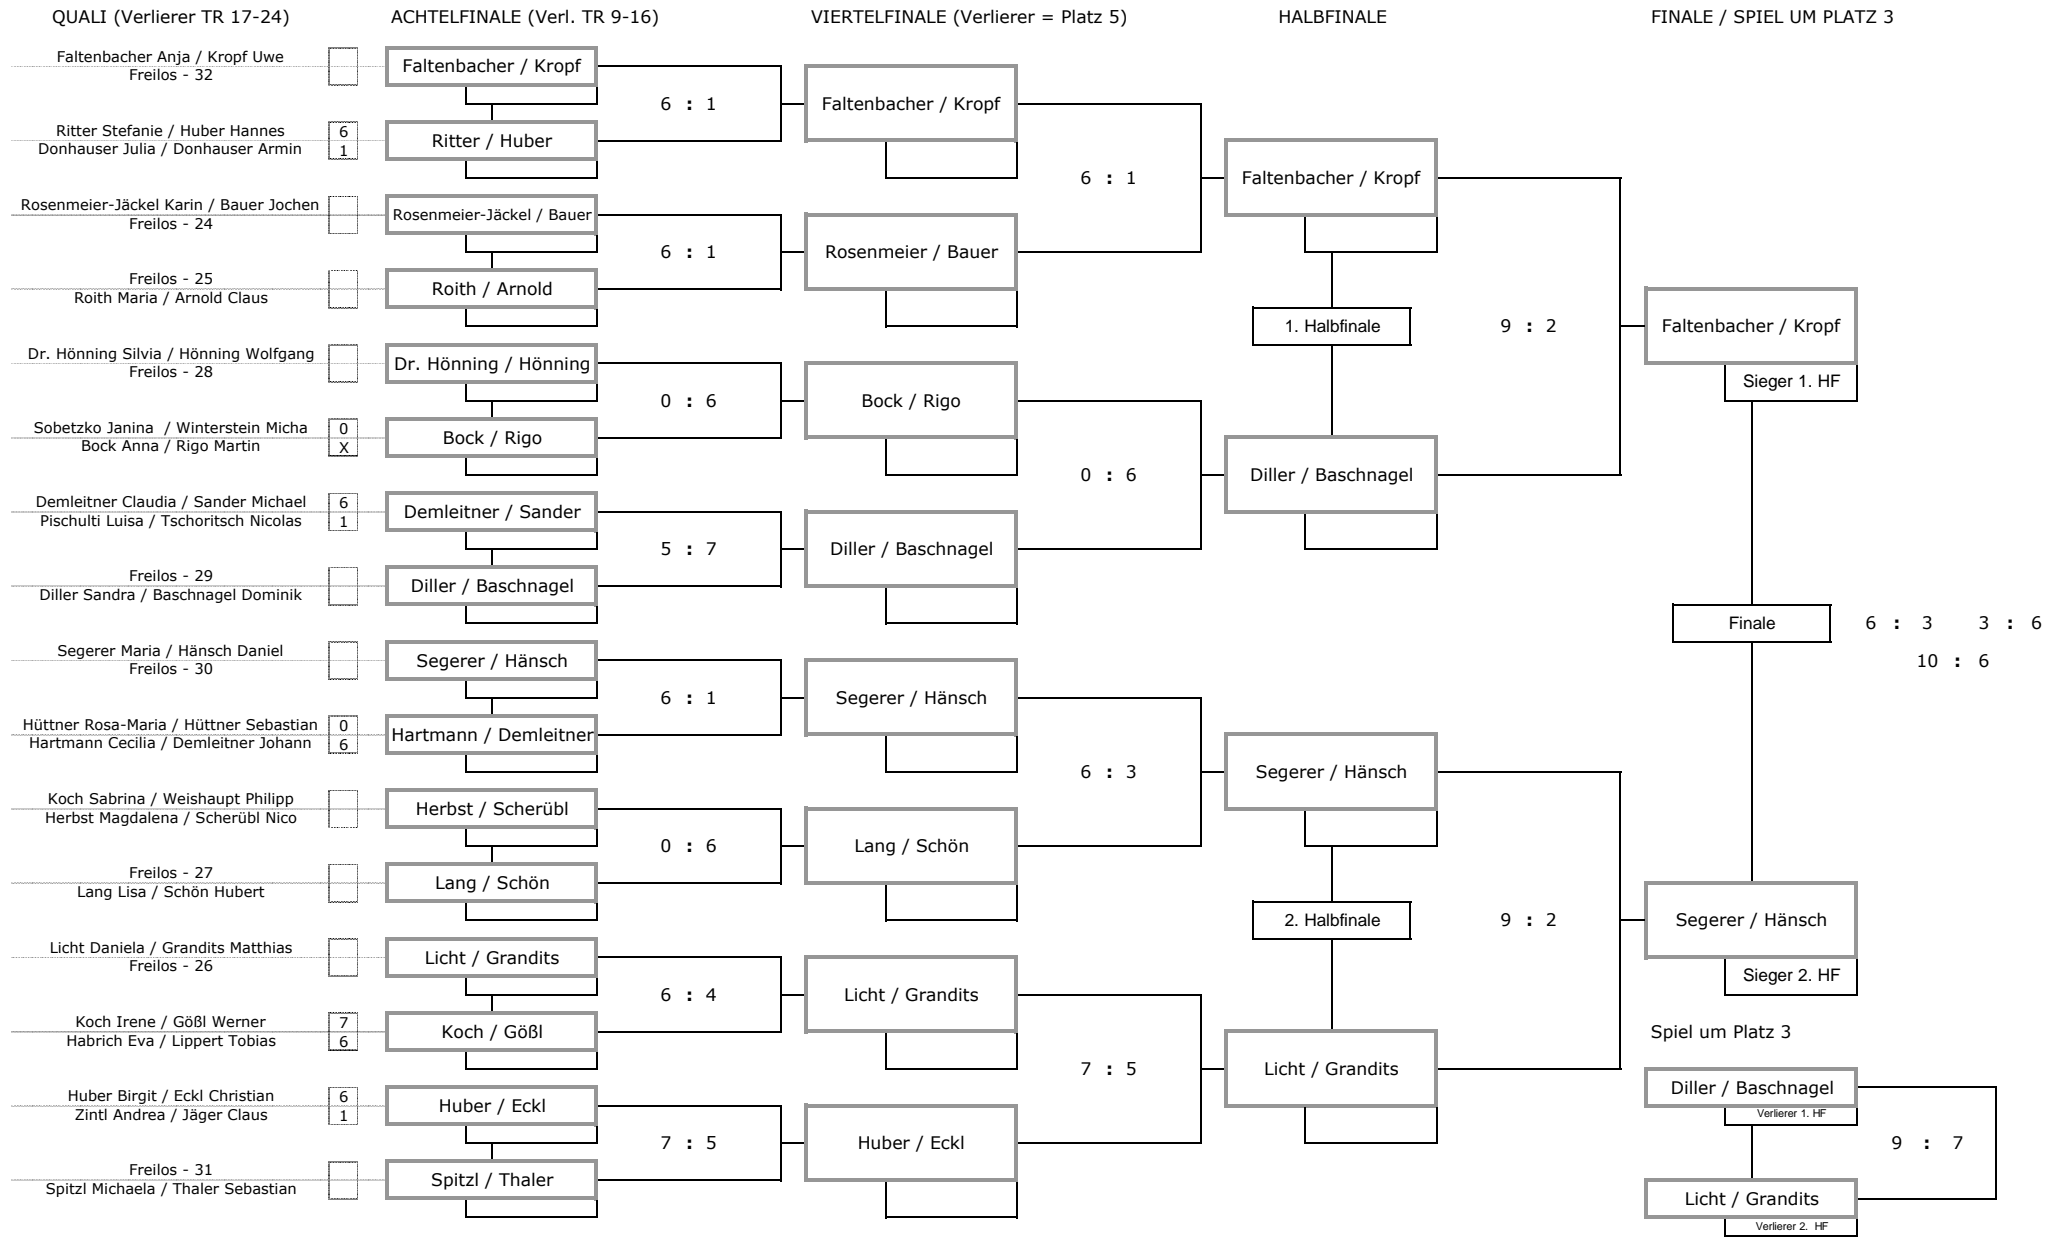 QUALI (Verlierer TR 17-24)
ACHTELFINALE (Verl. TR 9-16)
VIERTELFINALE (Verlierer = Platz 5)
HALBFINALE
FINALE / SPIEL UM PLATZ 3
Faltenbacher Anja / Kropf Uwe
Freilos - 32
Ritter Stefanie / Huber Hannes 6
Donhauser Julia / Donhauser Armin 1
Rosenmeier-Jäckel Karin / Bauer Jochen
Freilos - 24
Freilos - 25
Roith Maria / Arnold Claus
Dr. Hönning Silvia / Hönning Wolfgang
Freilos - 28
Sobetzko Janina / Winterstein Micha 0
Bock Anna / Rigo Martin X
Demleitner Claudia / Sander Michael 6
Pischulti Luisa / Tschoritsch Nicolas 1
Freilos - 29
Diller Sandra / Baschnagel Dominik
Segerer Maria / Hänsch Daniel
Freilos - 30
Hüttner Rosa-Maria / Hüttner Sebastian 0
Hartmann Cecilia / Demleitner Johann 6
Koch Sabrina / Weishaupt Philipp
Herbst Magdalena / Scherübl Nico
Freilos - 27
Lang Lisa / Schön Hubert
Licht Daniela / Grandits Matthias
Freilos - 26
Koch Irene / Gößl Werner 7
Habrich Eva / Lippert Tobias 6
Huber Birgit / Eckl Christian 6
Zintl Andrea / Jäger Claus 1
Freilos - 31
Spitzl Michaela / Thaler Sebastian
Faltenbacher / Kropf
6 : 1
Ritter / Huber
Rosenmeier-Jäckel / Bauer
6 : 1
Roith / Arnold
Dr. Hönning / Hönning
0 : 6
Bock / Rigo
Demleitner / Sander
5 : 7
Diller / Baschnagel
Segerer / Hänsch
6 : 1
Hartmann / Demleitner
Herbst / Scherübl
0 : 6
Lang / Schön
Licht / Grandits
6 : 4
Koch / Gößl
Huber / Eckl
7 : 5
Spitzl / Thaler
Faltenbacher / Kropf
6 : 1
Rosenmeier / Bauer
Bock / Rigo
0 : 6
Diller / Baschnagel
Segerer / Hänsch
6 : 3
Lang / Schön
Licht / Grandits
7 : 5
Huber / Eckl
Faltenbacher / Kropf
1. Halbfinale
9 : 2
Diller / Baschnagel
Segerer / Hänsch
2. Halbfinale
9 : 2
Licht / Grandits
Faltenbacher / Kropf
Sieger 1. HF
Finale
6 : 3 3 : 6
10 : 6
Segerer / Hänsch
Sieger 2. HF
Spiel um Platz 3
Diller / Baschnagel
Verlierer 1. HF
9 : 7
Licht / Grandits
Verlierer 2. HF